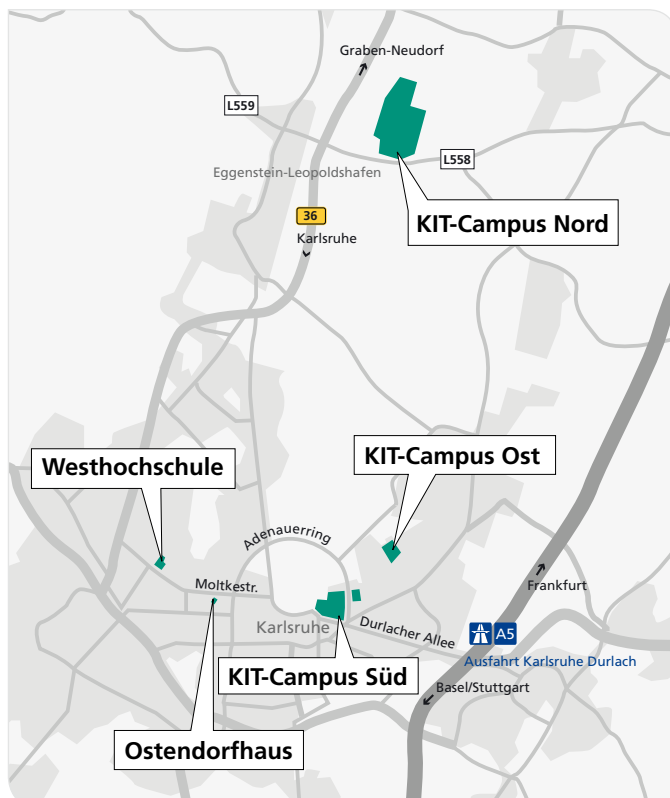 Graben-Neudorf
L559
L558
Eggenstein-Leopoldshafen
36
KIT-Campus Nord
Karlsruhe
KIT-Campus Ost
Westhochschule
Adenauerring
Moltkestr.
Frankfurt
Karlsruhe
Durlacher Allee
A5
Ausfahrt Karlsruhe Durlach
KIT-Campus Süd
Basel/Stuttgart
Ostendorfhaus